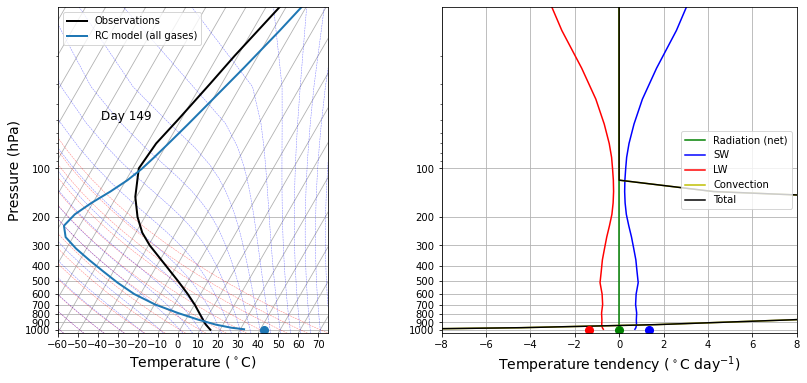 Observations
RC model (all gases)
Day 149
Pressure (hPa)
100
200
300
400
500
600
700
800
900
1000
−60 −50 −40 −30 −20 −10 0 10 20 30 40 50 60 70
Temperature (˚C)
100
200
300
400
500
600
700
800
900
1000
Radiation (net)
SW
LW
Convection
Total
−8 −6 −4 −2 0 2 4 6 8
Temperature tendency (˚C day⁻¹)